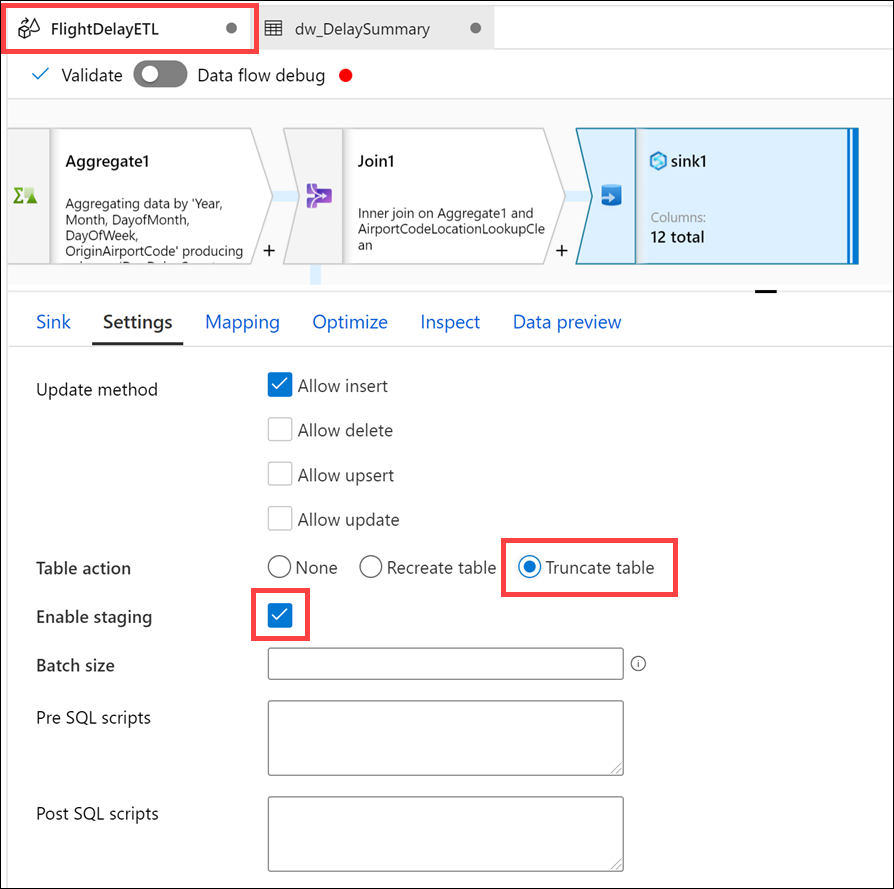 FlightDelayETL
dw_DelaySummary
Validate
Data flow debug
Aggregate1
Aggregating data by 'Year,
Month, DayofMonth,
DayOfWeek,
OriginAirportCode' producing
+
Join1
Inner join on Aggregate1 and
AirportCodeLocationLookupCle
an
+
sink1
Columns:
12 total
Sink
Settings
Mapping
Optimize
Inspect
Data preview
Update method
Allow insert
Allow delete
Allow upsert
Allow update
Table action
None
Recreate table
Truncate table
Enable staging
Batch size
Pre SQL scripts
Post SQL scripts